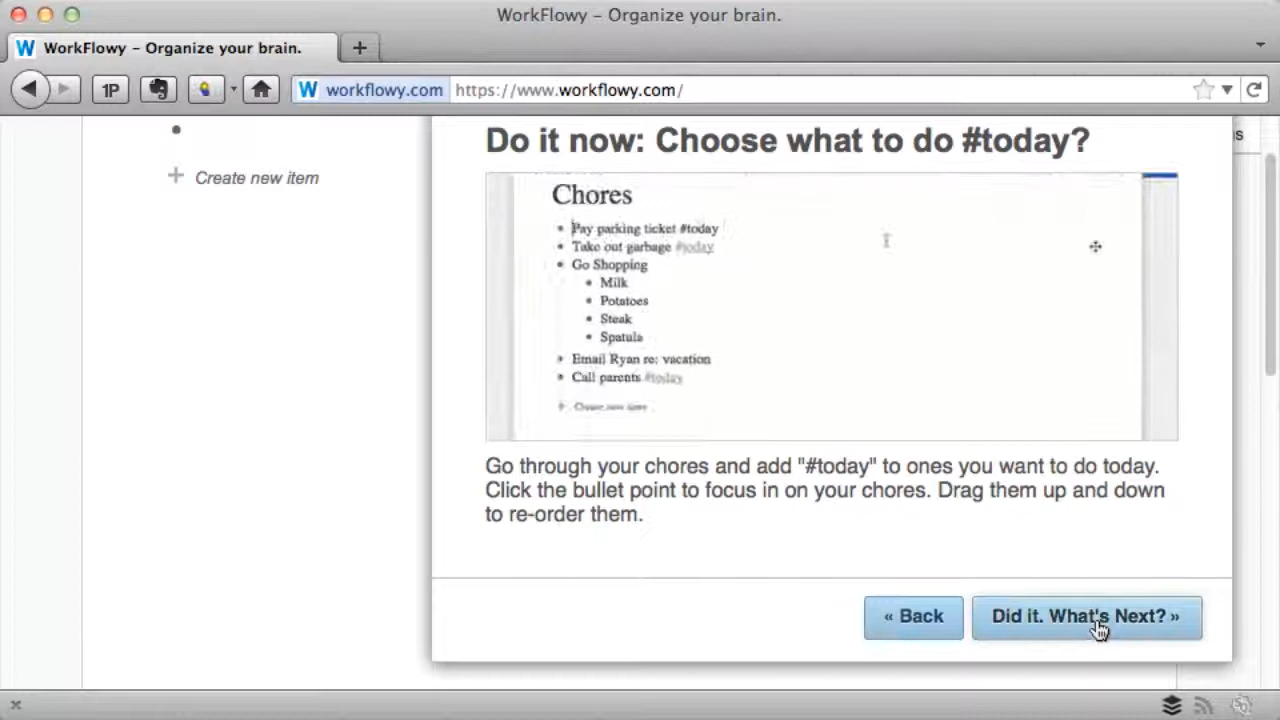 WorkFlowy – Organize your brain.
WorkFlowy – Organize your brain.
1P
workflowy.com https://www.workflowy.com/
Create new item
Do it now: Choose what to do #today?
Chores
Pay parking ticket #today
Take out garbage #today
Go Shopping
Milk
Potatoes
Steak
Spatula
Email Ryan re: vacation
Call parents #today
Create new item
Go through your chores and add "#today" to ones you want to do today.
Click the bullet point to focus in on your chores. Drag them up and down
to re-order them.
« Back
Did it. What's Next? »